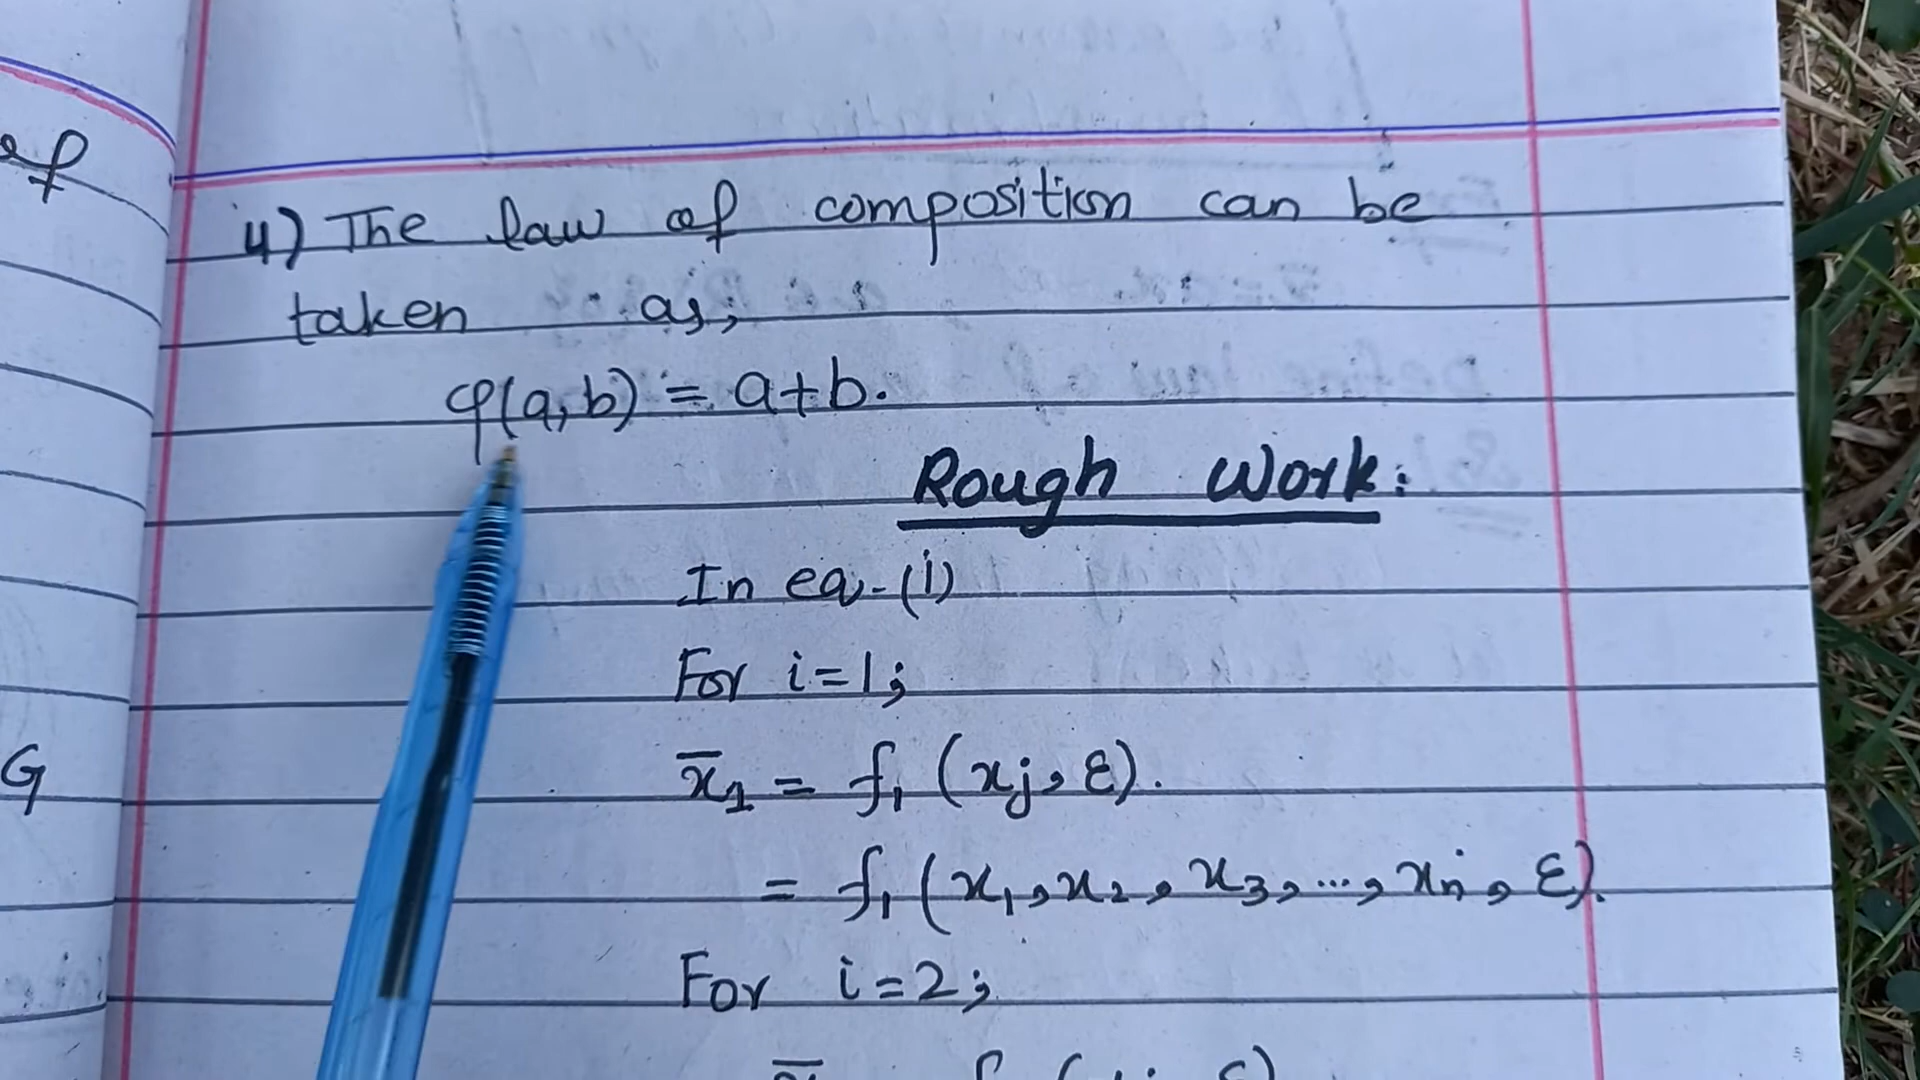 of
4) The law of composition can be
taken as;
φ(a,b) = a+b.
Rough Work:
In eq-(i)
For i=1;
x̄₁ = f₁ (xj, ε).
G
= f₁ (x₁, x₂, x₃, ..., xₙ, ε).
For i=2;